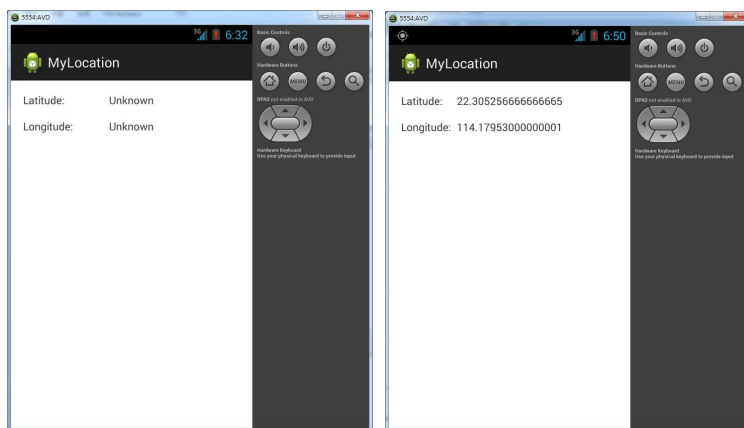 5554:AVD
3G 6:32
MyLocation
Latitude: Unknown
Longitude: Unknown
Basic Controls
Hardware Buttons
MENU
DPAD not enabled in AVD
Hardware Keyboard
Use your physical keyboard to provide input
5554:AVD
3G 6:50
MyLocation
Latitude: 22.305256666666665
Longitude: 114.17953000000001
Basic Controls
Hardware Buttons
MENU
DPAD not enabled in AVD
Hardware Keyboard
Use your physical keyboard to provide input